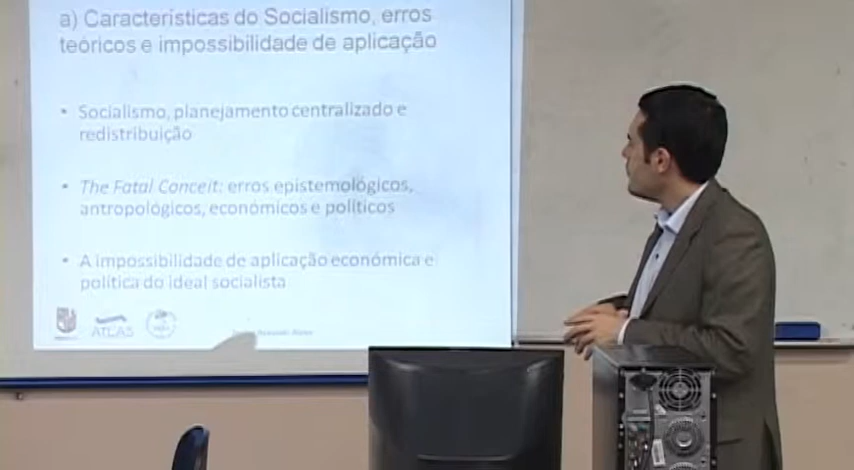 a) Características do Socialismo, erros
teóricos e impossibilidade de aplicação
• Socialismo, planejamento centralizado e
redistribuição
• The Fatal Conceit: erros epistemológicos,
antropológicos, económicos e políticos
• A impossibilidade de aplicação económica e
política do ideal socialista
ATLAS